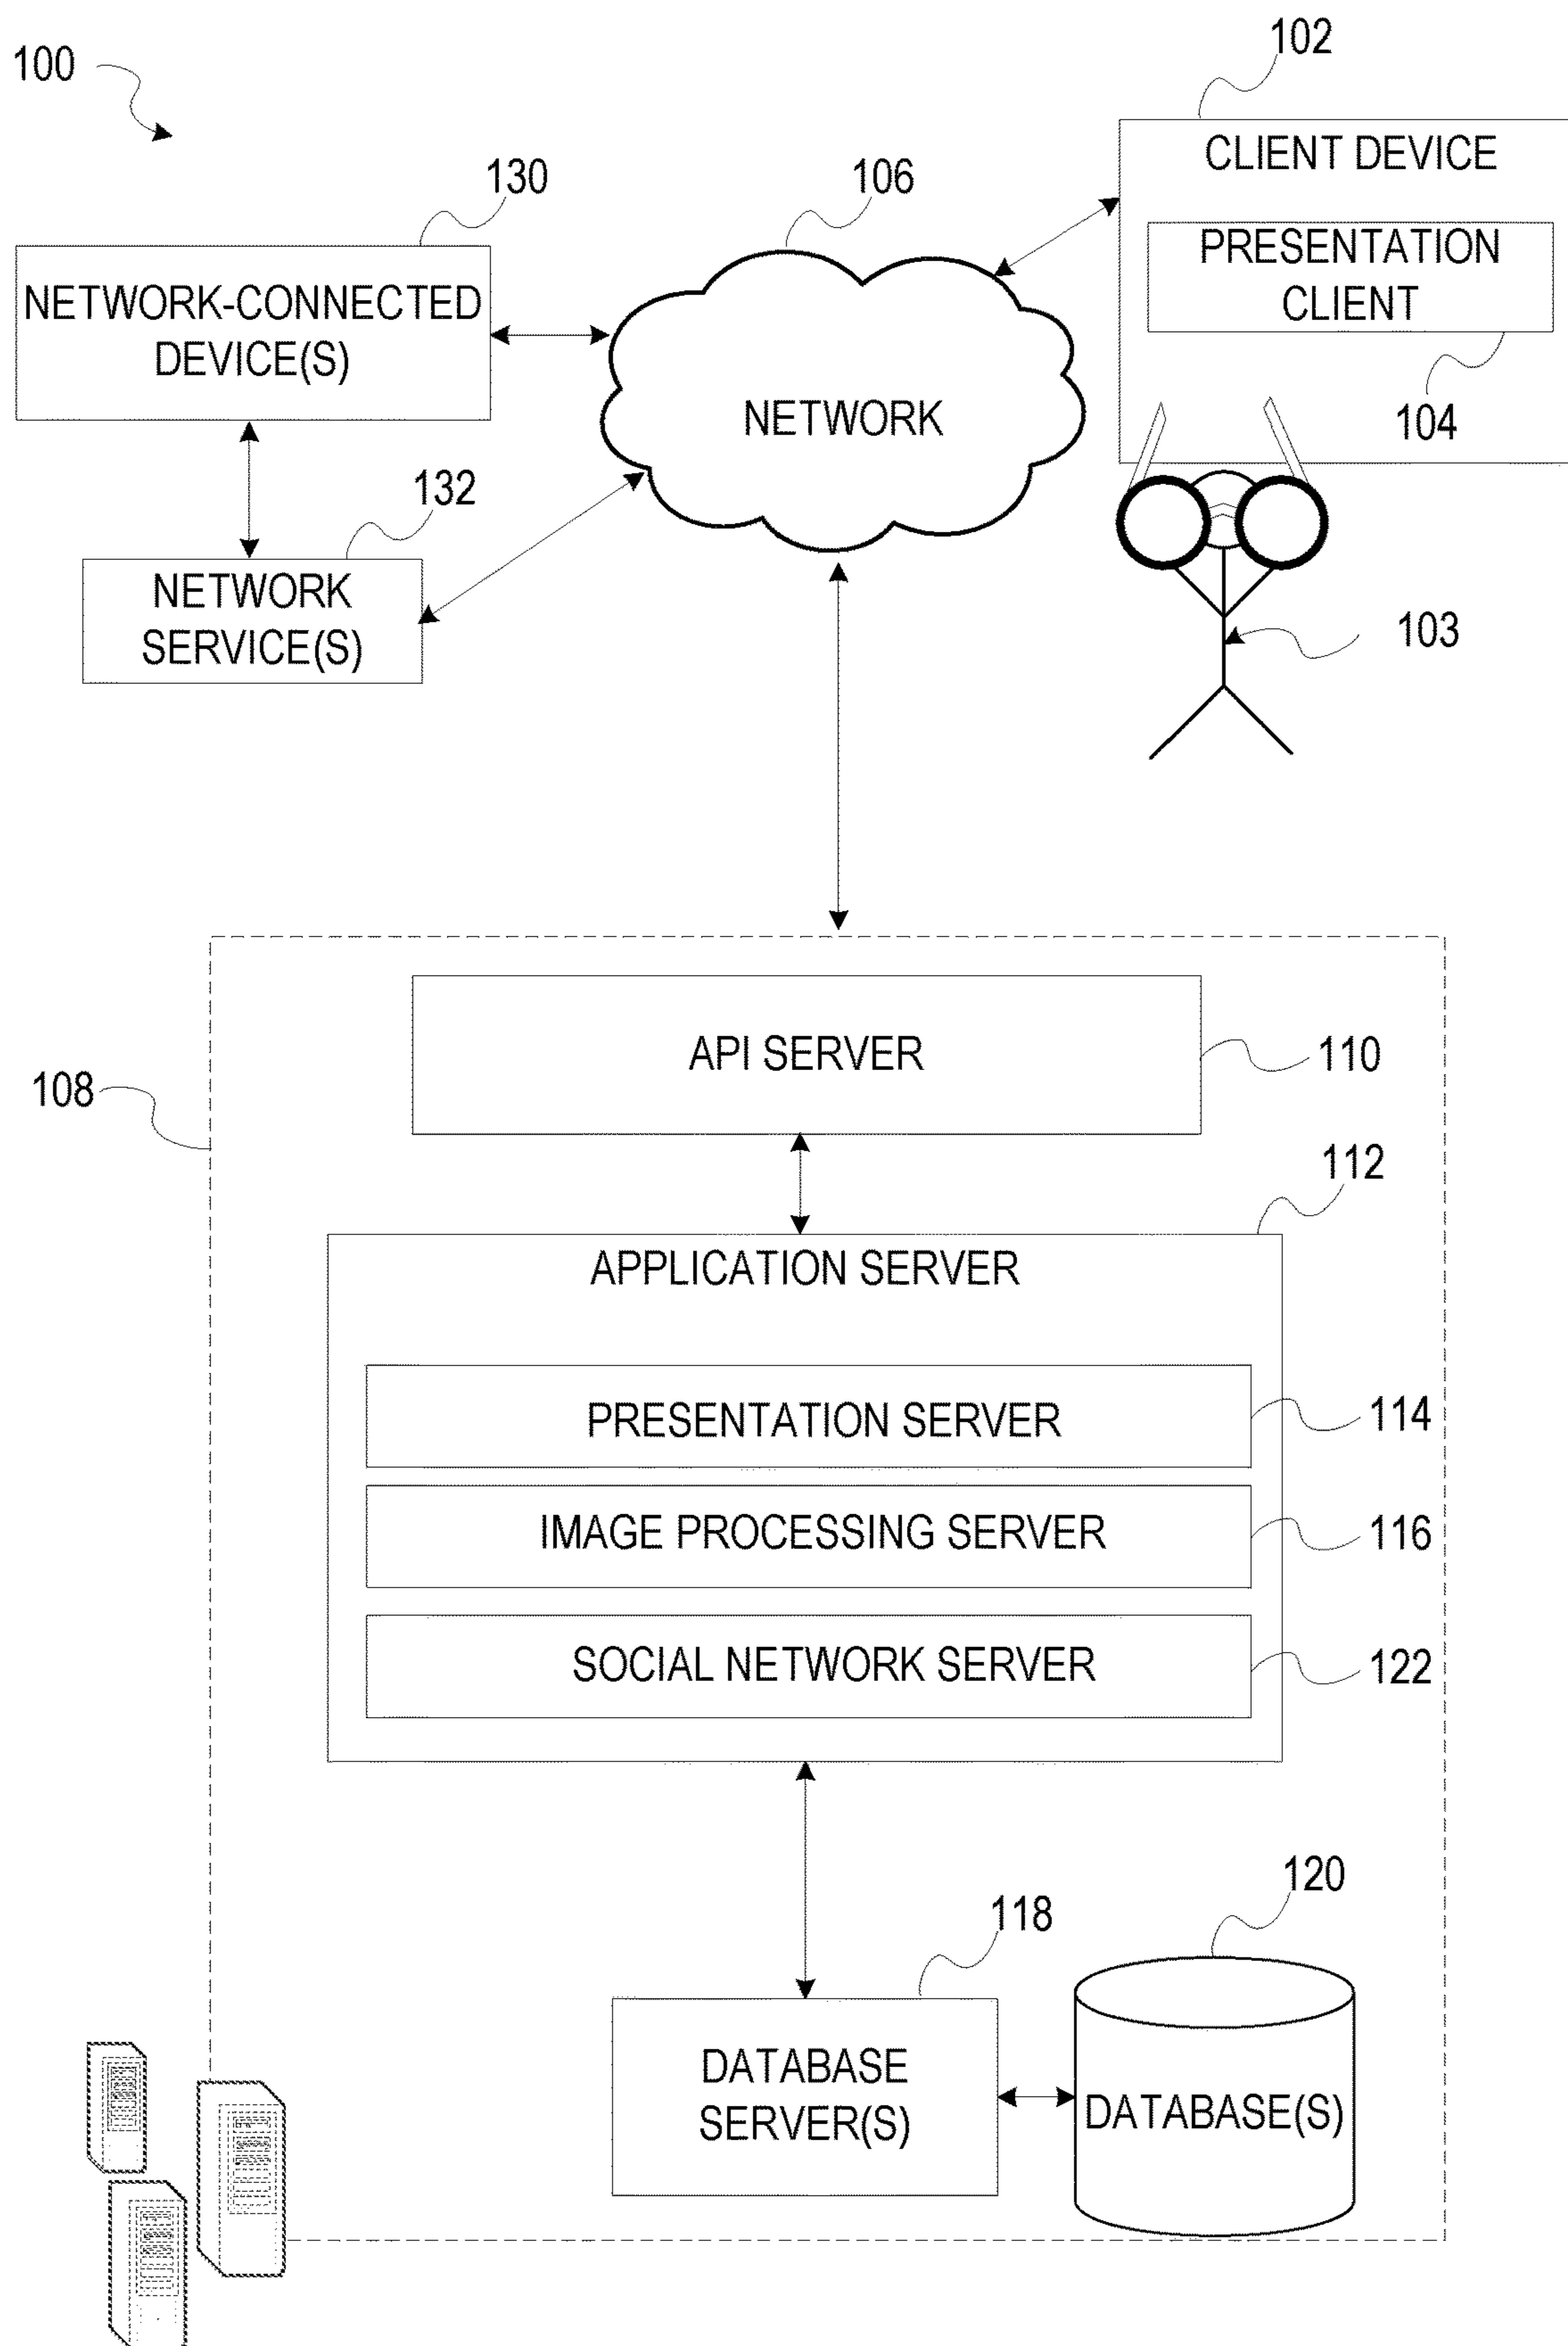 100
102
CLIENT DEVICE
PRESENTATION
CLIENT
104
130
NETWORK-CONNECTED
DEVICE(S)
106
NETWORK
132
NETWORK
SERVICE(S)
103
108
API SERVER
110
112
APPLICATION SERVER
PRESENTATION SERVER
114
IMAGE PROCESSING SERVER
116
SOCIAL NETWORK SERVER
122
118
DATABASE
SERVER(S)
120
DATABASE(S)